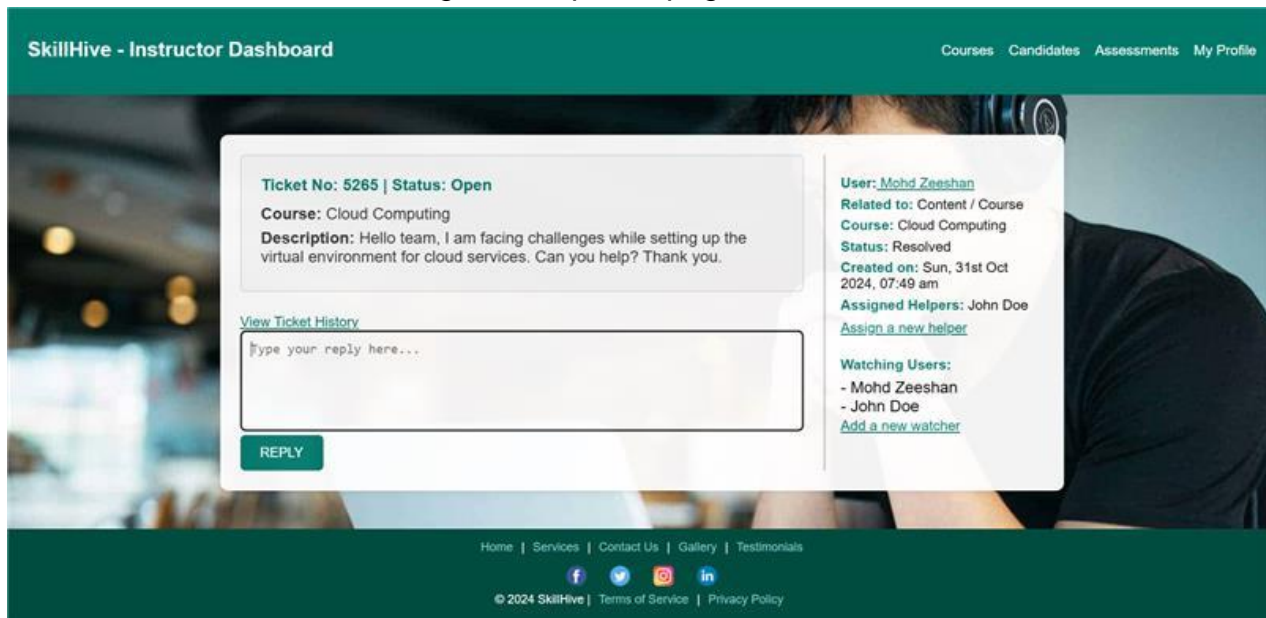 SkillHive - Instructor Dashboard
Courses Candidates Assessments My Profile
Ticket No: 5265 | Status: Open
Course: Cloud Computing
Description: Hello team, I am facing challenges while setting up the
virtual environment for cloud services. Can you help? Thank you.
View Ticket History
Type your reply here...
REPLY
User: Mohd Zeeshan
Related to: Content / Course
Course: Cloud Computing
Status: Resolved
Created on: Sun, 31st Oct
2024, 07:49 am
Assigned Helpers: John Doe
Assign a new helper
Watching Users:
- Mohd Zeeshan
- John Doe
Add a new watcher
Home | Services | Contact Us | Gallery | Testimonials
© 2024 SkillHive | Terms of Service | Privacy Policy